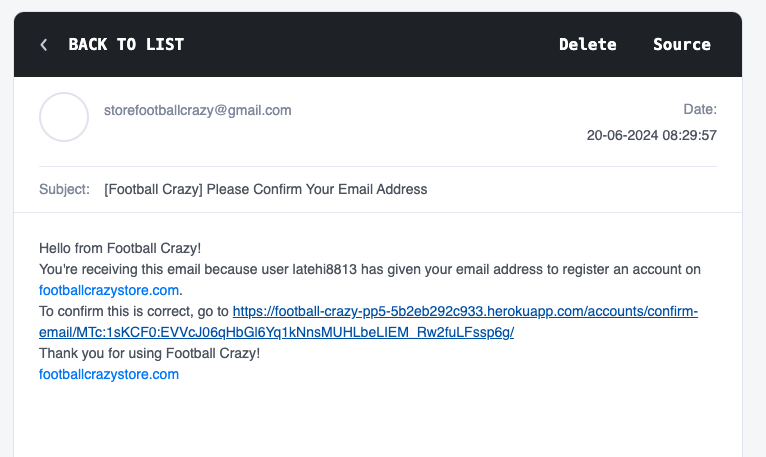 BACK TO LIST
Delete
Source
storefootballcrazy@gmail.com
Date:
20-06-2024 08:29:57
Subject: [Football Crazy] Please Confirm Your Email Address
Hello from Football Crazy!
You're receiving this email because user latehi8813 has given your email address to register an account on
footballcrazystore.com.
To confirm this is correct, go to https://football-crazy-pp5-5b2eb292c933.herokuapp.com/accounts/confirm-
email/MTc:1sKCF0:EVVcJ06qHbGl6Yq1kNnsMUHLbeLIEM_Rw2fuLFssp6g/
Thank you for using Football Crazy!
footballcrazystore.com